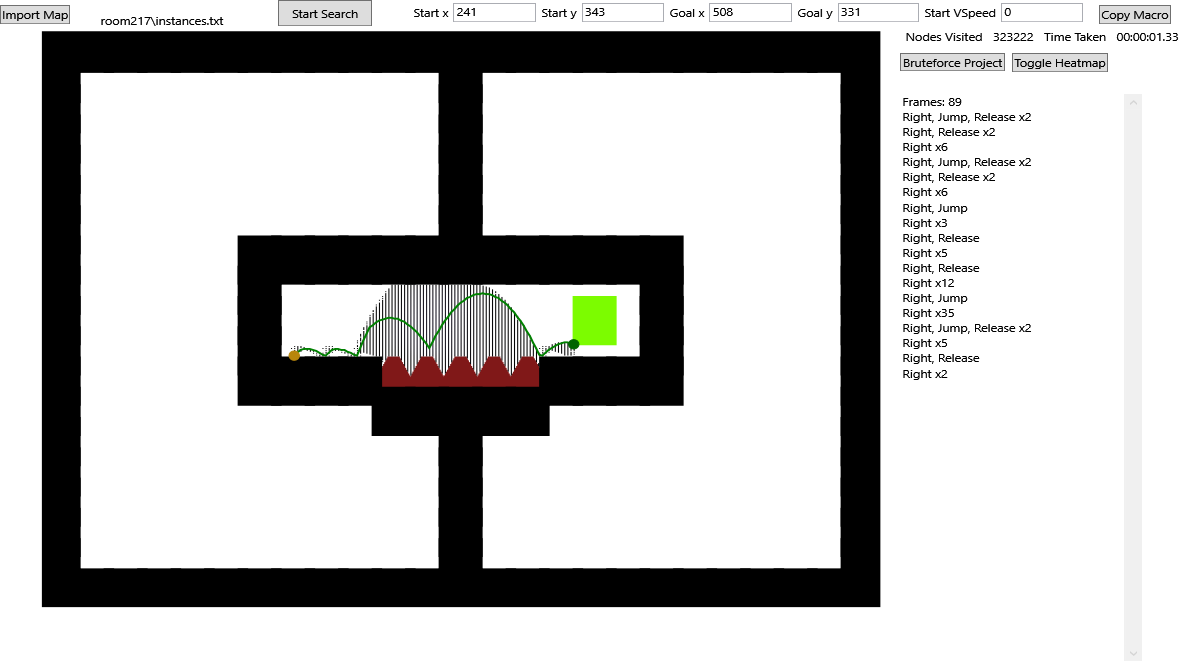 Import Map
room217\instances.txt
Start Search
Start x 241 Start y 343 Goal x 508 Goal y 331 Start VSpeed 0
Copy Macro
Nodes Visited 323222 Time Taken 00:00:01.33
Bruteforce Project Toggle Heatmap
Frames: 89
Right, Jump, Release x2
Right, Release x2
Right x6
Right, Jump, Release x2
Right, Release x2
Right x6
Right, Jump
Right x3
Right, Release
Right x5
Right, Release
Right x12
Right, Jump
Right x35
Right, Jump, Release x2
Right x5
Right, Release
Right x2